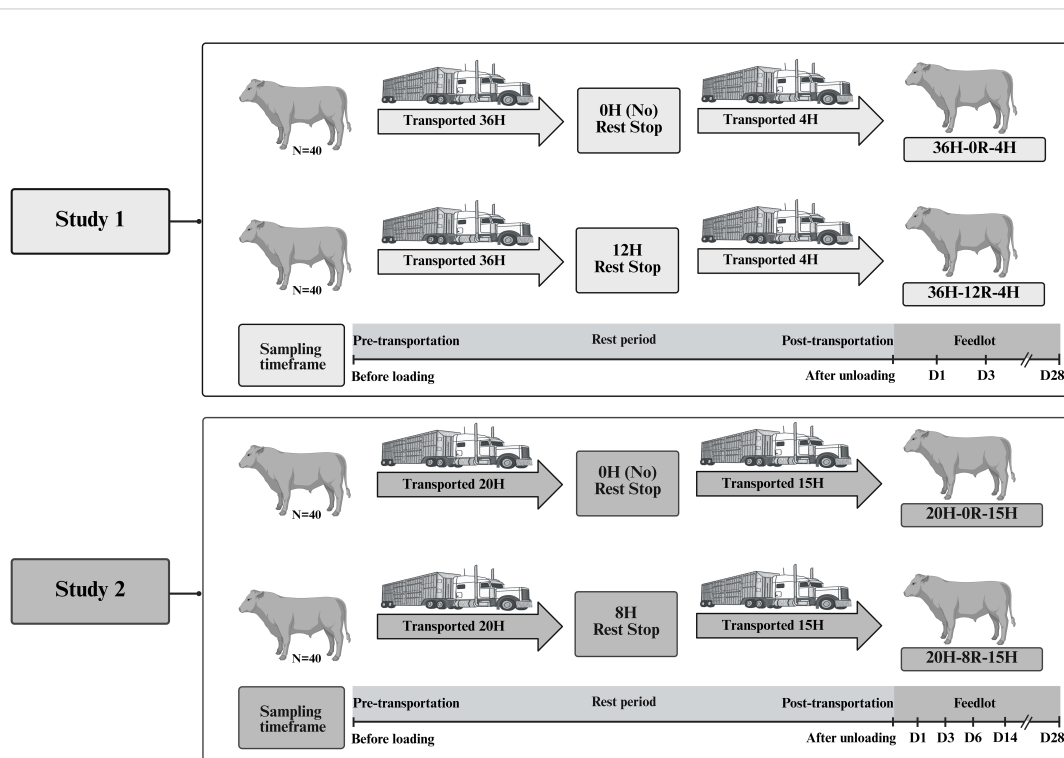 Transported 36H
0H (No)
Rest Stop
Transported 4H
N=40
36H-0R-4H
Study 1
Transported 36H
12H
Rest Stop
Transported 4H
N=40
36H-12R-4H
Sampling
timeframe
Pre-transportation
Rest period
Post-transportation
Feedlot
Before loading
After unloading
D1
D3
D28
Transported 20H
0H (No)
Rest Stop
Transported 15H
N=40
20H-0R-15H
Study 2
Transported 20H
8H
Rest Stop
Transported 15H
N=40
20H-8R-15H
Sampling
timeframe
Pre-transportation
Rest period
Post-transportation
Feedlot
Before loading
After unloading
D1
D3
D6
D14
D28